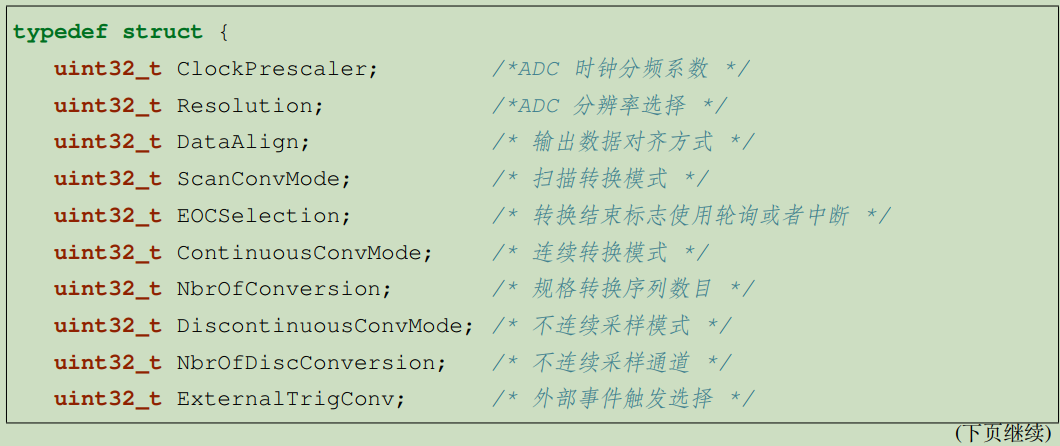 typedef struct {
uint32_t ClockPrescaler; /*ADC 时钟分频系数 */
uint32_t Resolution; /*ADC 分辨率选择 */
uint32_t DataAlign; /* 输出数据对齐方式 */
uint32_t ScanConvMode; /* 扫描转换模式 */
uint32_t EOCSelection; /* 转换结束标志使用轮询或者中断 */
uint32_t ContinuousConvMode; /* 连续转换模式 */
uint32_t NbrOfConversion; /* 规格转换序列数目 */
uint32_t DiscontinuousConvMode; /* 不连续采样模式 */
uint32_t NbrOfDiscConversion; /* 不连续采样通道 */
uint32_t ExternalTrigConv; /* 外部事件触发选择 */
(下页继续)